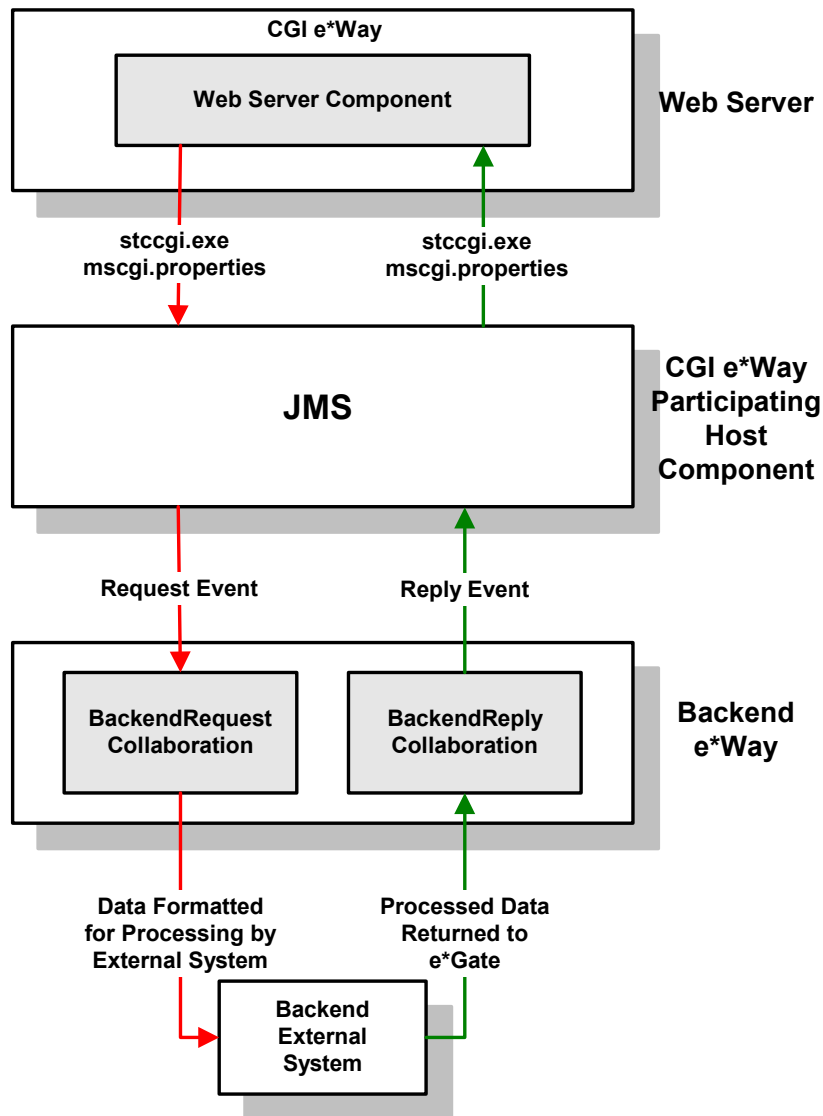 CGI e*Way
Web Server Component
Web Server
stccgi.exe
mscgi.properties
stccgi.exe
mscgi.properties
JMS
CGI e*Way
Participating
Host
Component
Request Event
Reply Event
BackendRequest
Collaboration
BackendReply
Collaboration
Backend
e*Way
Data Formatted
for Processing by
External System
Processed Data
Returned to
e*Gate
Backend
External
System